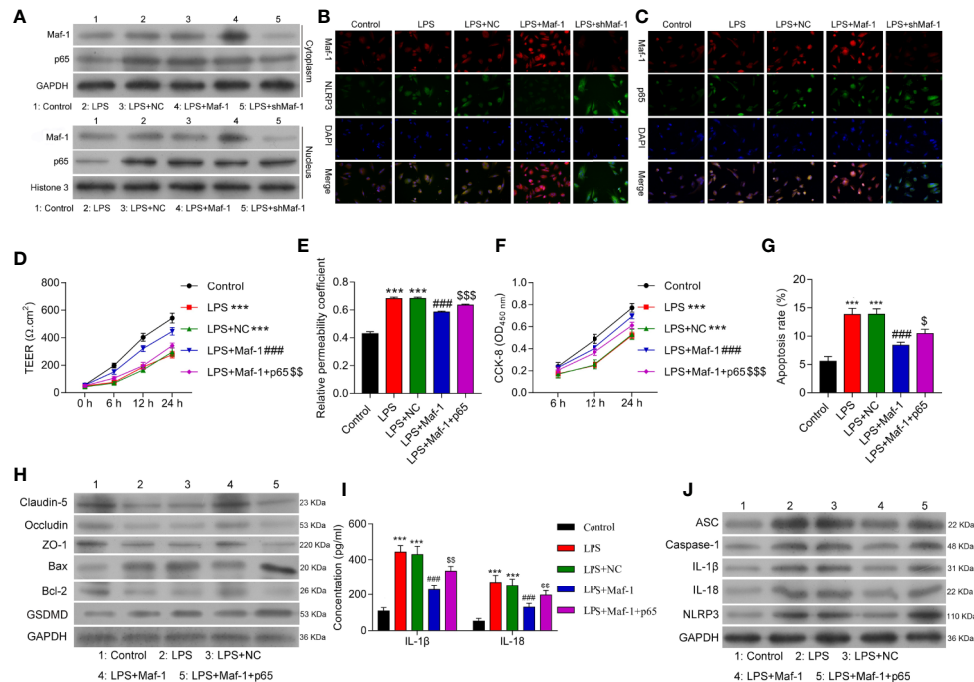 A
1 2 3 4 5
Maf-1
p65
GAPDH
Cytoplasm
1: Control 2: LPS 3: LPS+NC 4: LPS+Maf-1 5: LPS+shMaf-1
1 2 3 4 5
Maf-1
p65
Histone 3
Nucleus
1: Control 2: LPS 3: LPS+NC 4: LPS+Maf-1 5: LPS+shMaf-1
B
Control LPS LPS+NC LPS+Maf-1 LPS+shMaf-1
Maf-1
NLRP3
DAPI
Merge
C
Control LPS LPS+NC LPS+Maf-1 LPS+shMaf-1
Maf-1
p65
DAPI
Merge
D
TEER (Ω.cm²)
800
600
400
200
0
0 h 6 h 12 h 24 h
Control
LPS ***
LPS+NC ***
LPS+Maf-1 ###
LPS+Maf-1+p65 $$
E
Relative permeability coefficient
0.8
0.6
0.4
0.2
0.0
*** *** ### $$$
Control LPS LPS+NC LPS+Maf-1 LPS+Maf-1+p65
F
CCK-8 (OD450 nm)
1.0
0.8
0.6
0.4
0.2
0.0
6 h 12 h 24 h
Control
LPS ***
LPS+NC ***
LPS+Maf-1 ###
LPS+Maf-1+p65 $$$
G
Apoptosis rate (%)
20
15
10
5
0
*** *** ### $
Control LPS LPS+NC LPS+Maf-1 LPS+Maf-1+p65
H
1 2 3 4 5
Claudin-5 23 KDa
Occludin 53 KDa
ZO-1 220 KDa
Bax 20 KDa
Bcl-2 26 KDa
GSDMD 53 KDa
GAPDH 36 KDa
1: Control 2: LPS 3: LPS+NC
4: LPS+Maf-1 5: LPS+Maf-1+p65
I
Concentration (pg/ml)
600
400
200
0
*** *** ### $$
*** *** ### ¢¢
IL-1β IL-18
Control
LPS
LPS+NC
LPS+Maf-1
LPS+Maf-1+p65
J
1 2 3 4 5
ASC 22 KDa
Caspase-1 48 KDa
IL-1β 31 KDa
IL-18 22 KDa
NLRP3 110 KDa
GAPDH 36 KDa
1: Control 2: LPS 3: LPS+NC
4: LPS+Maf-1 5: LPS+Maf-1+p65